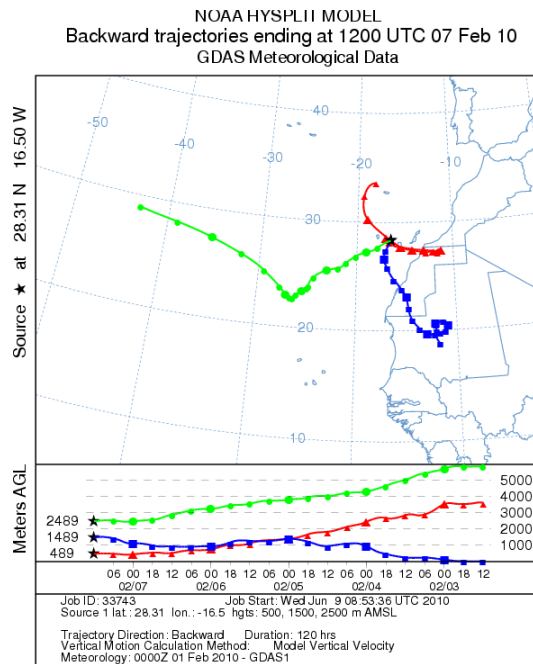 NOAA HYSPLIT MODEL
Backward trajectories ending at 1200 UTC 07 Feb 10
GDAS Meteorological Data
Source ★ at 28.31 N 16.50 W
-50
-40
-30
-20
-10
40
30
20
10
Meters AGL
2489
1489
489
5000
4000
3000
2000
1000
06 00 18 12 06 00 18 12 06 00 18 12 06 00 18 12 06 00 18 12
02/07 02/06 02/05 02/04 02/03
Job ID: 33743 Job Start: Wed Jun 9 08:53:36 UTC 2010
Source 1 lat.: 28.31 lon.: -16.5 hgts: 500, 1500, 2500 m AMSL
Trajectory Direction: Backward Duration: 120 hrs
Vertical Motion Calculation Method: Model Vertical Velocity
Meteorology: 0000Z 01 Feb 2010 - GDAS1